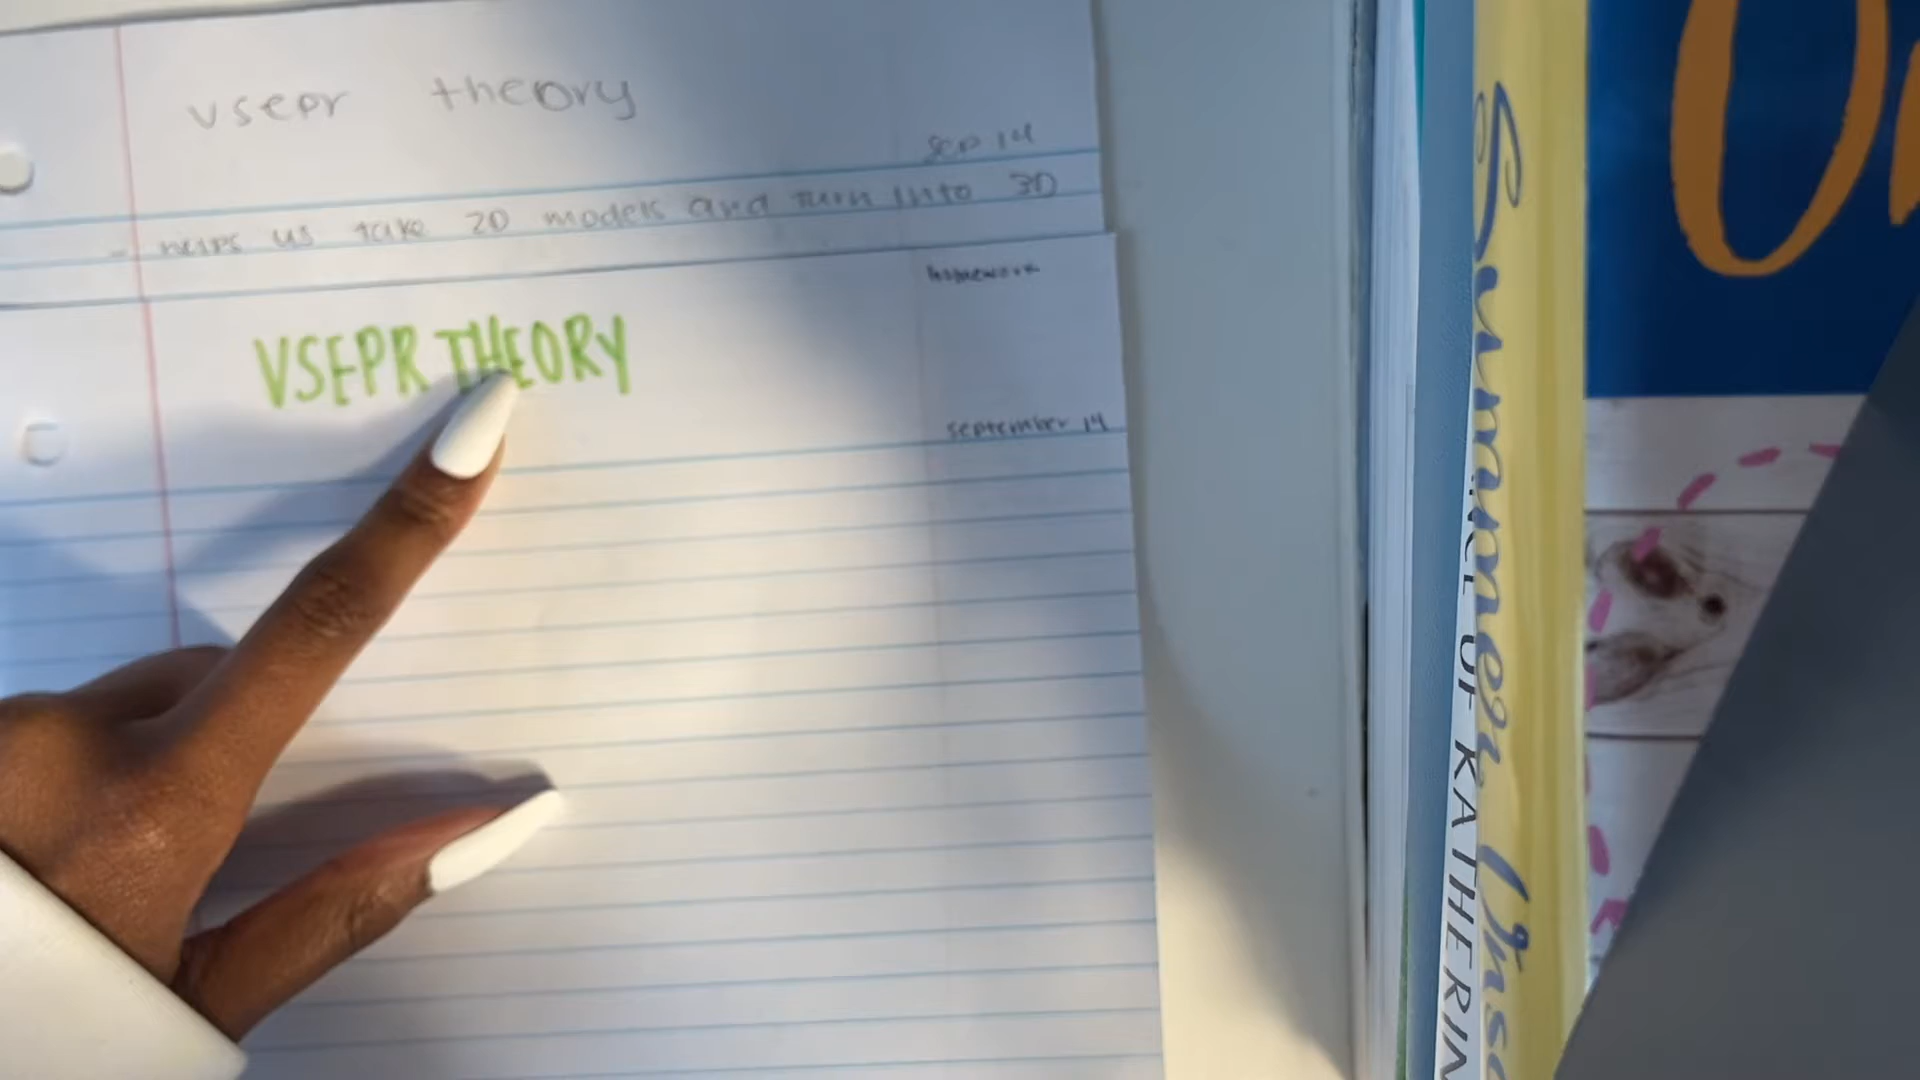 vsepr theory
sep 14
- helps us take 2D models and turn into 3D
homework
VSEPR THEORY
september 14
OF KATHERIN
Summer